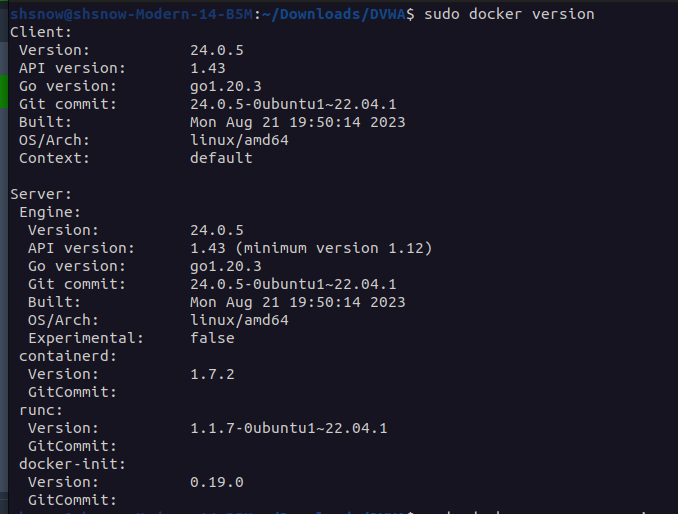 shsnow@shsnow-Modern-14-B5M:~/Downloads/DVWA$ sudo docker version
Client:
 Version:           24.0.5
 API version:       1.43
 Go version:        go1.20.3
 Git commit:        24.0.5-0ubuntu1~22.04.1
 Built:             Mon Aug 21 19:50:14 2023
 OS/Arch:           linux/amd64
 Context:           default

Server:
 Engine:
  Version:          24.0.5
  API version:      1.43 (minimum version 1.12)
  Go version:       go1.20.3
  Git commit:       24.0.5-0ubuntu1~22.04.1
  Built:            Mon Aug 21 19:50:14 2023
  OS/Arch:          linux/amd64
  Experimental:     false
 containerd:
  Version:          1.7.2
  GitCommit:
 runc:
  Version:          1.1.7-0ubuntu1~22.04.1
  GitCommit:
 docker-init:
  Version:          0.19.0
  GitCommit: